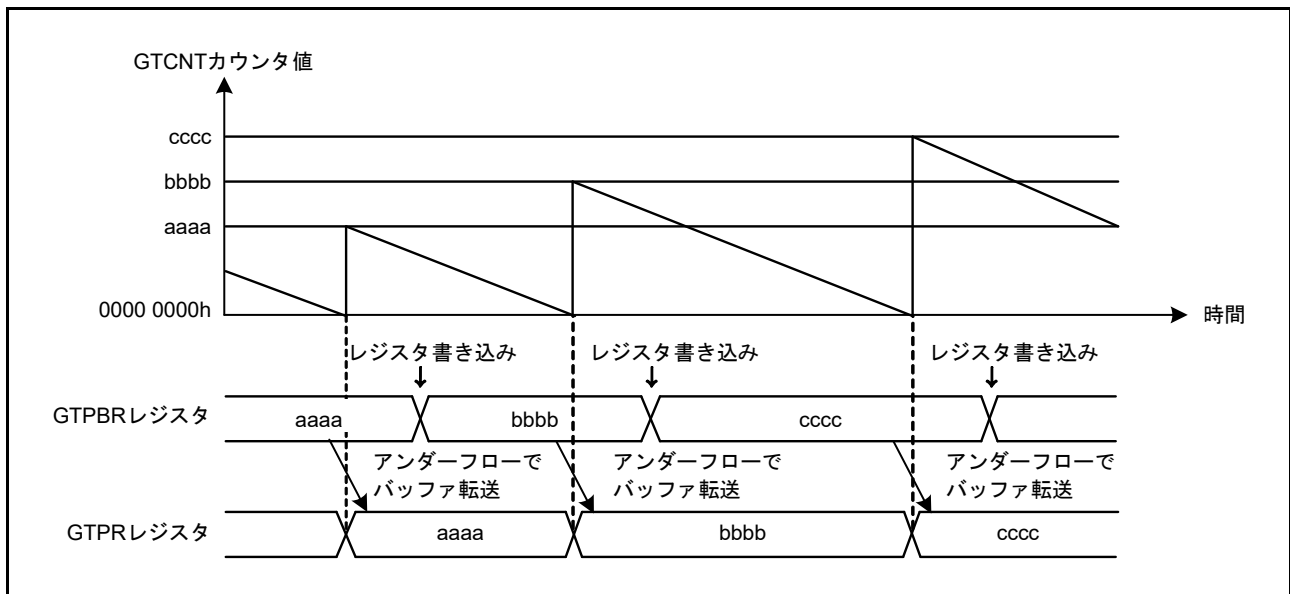 GTCNTカウンタ値
cccc
bbbb
aaaa
0000 0000h
時間
レジスタ書き込み レジスタ書き込み レジスタ書き込み
GTPBRレジスタ aaaa bbbb cccc
アンダーフローで アンダーフローで アンダーフローで
バッファ転送 バッファ転送 バッファ転送
GTPRレジスタ aaaa bbbb cccc